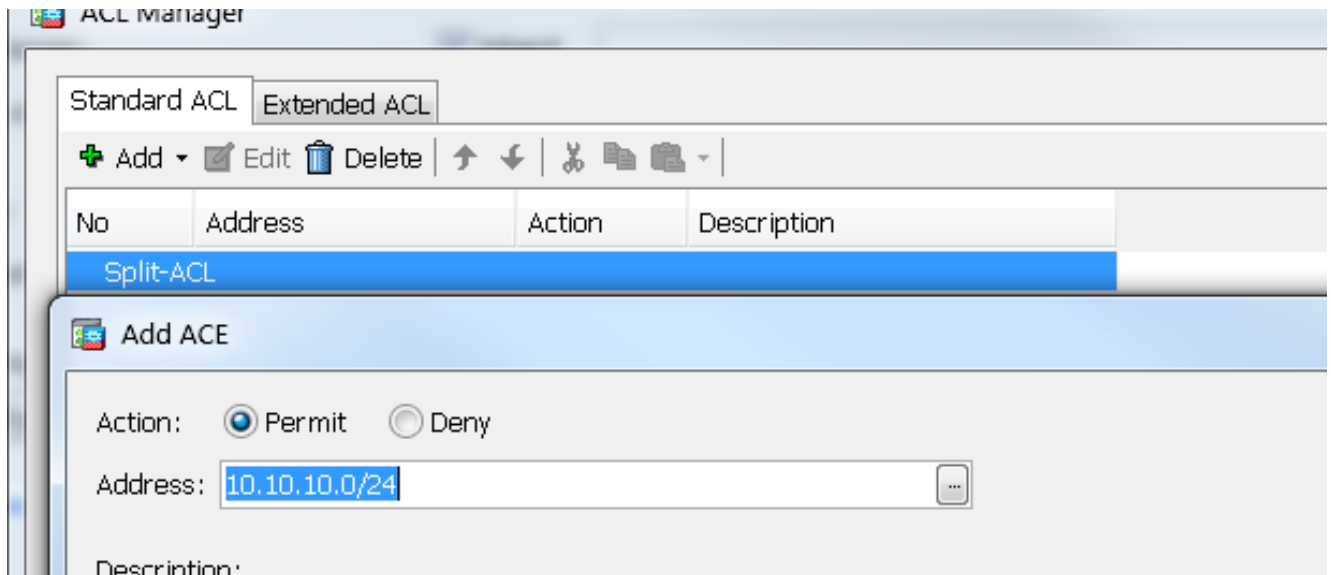 ACL Manager
Standard ACL Extended ACL
Add Edit Delete
No Address Action Description
Split-ACL
Add ACE
Action: Permit Deny
Address: 10.10.10.0/24 ...
Description: